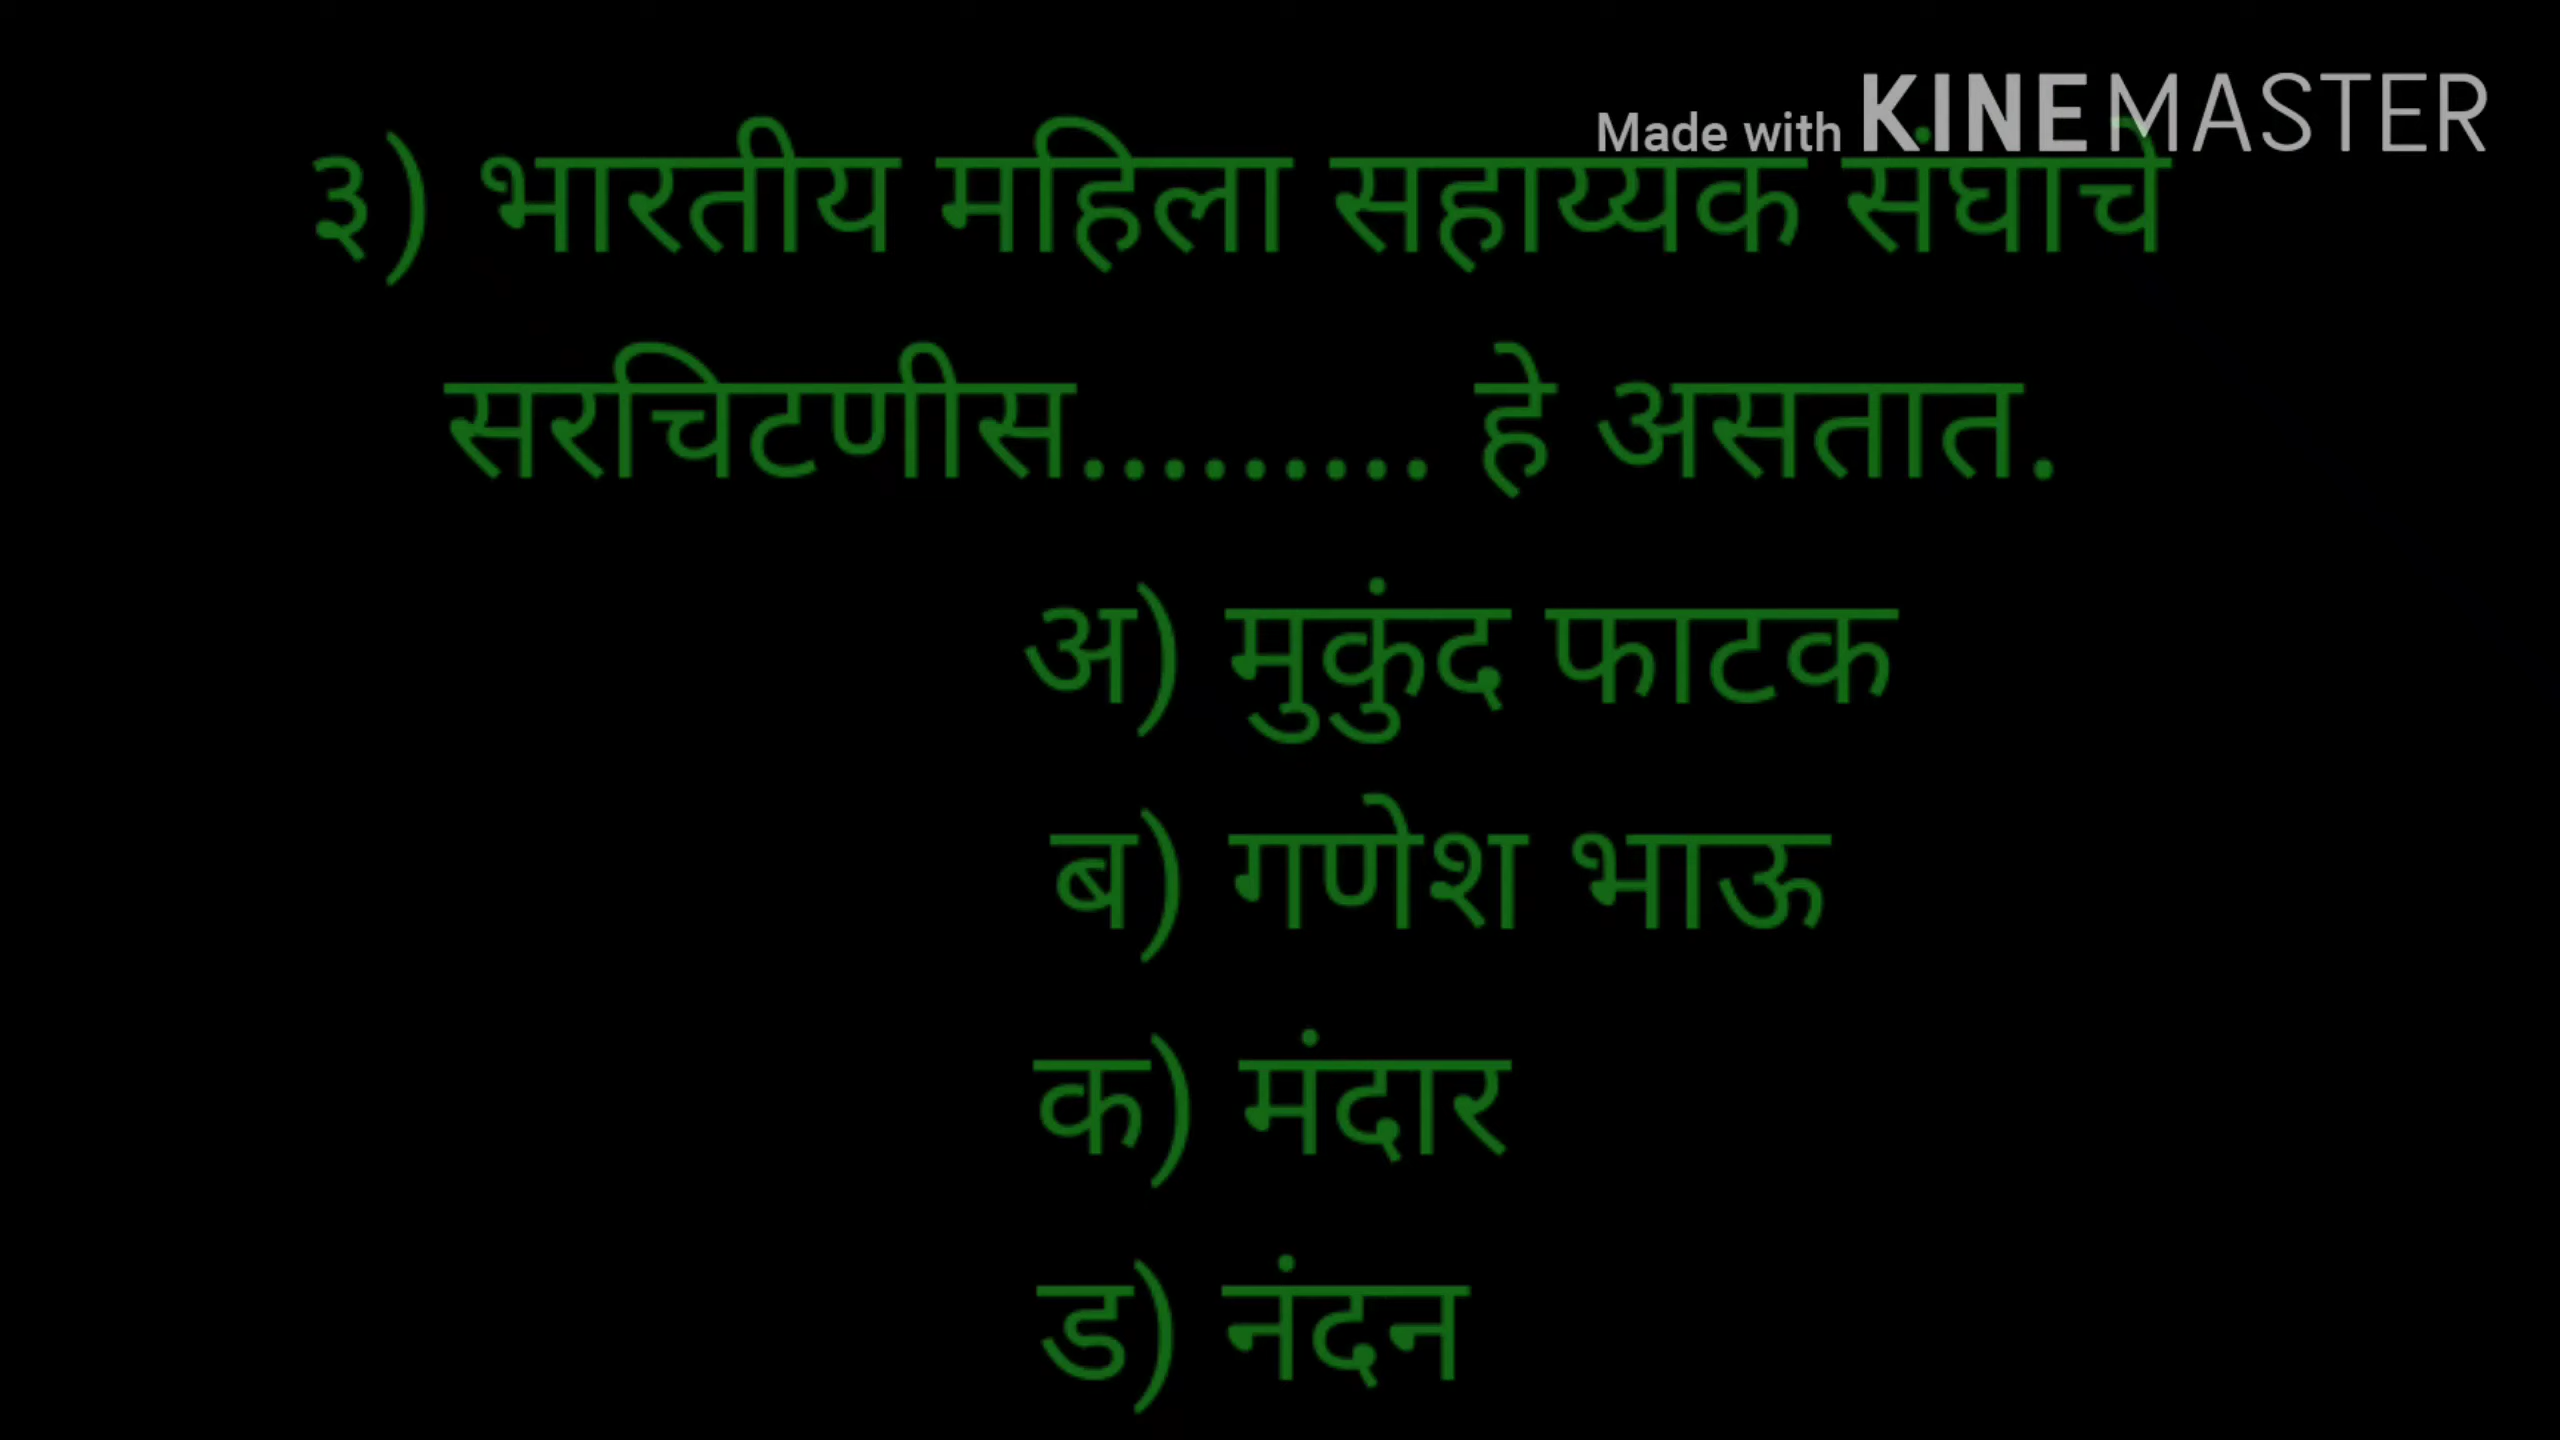 Made with KINEMASTER
३) भारतीय महिला सहाय्यक संघाचे
सरचिटणीस......... हे असतात.
अ) मुकुंद फाटक
ब) गणेश भाऊ
क) मंदार
ड) नंदन